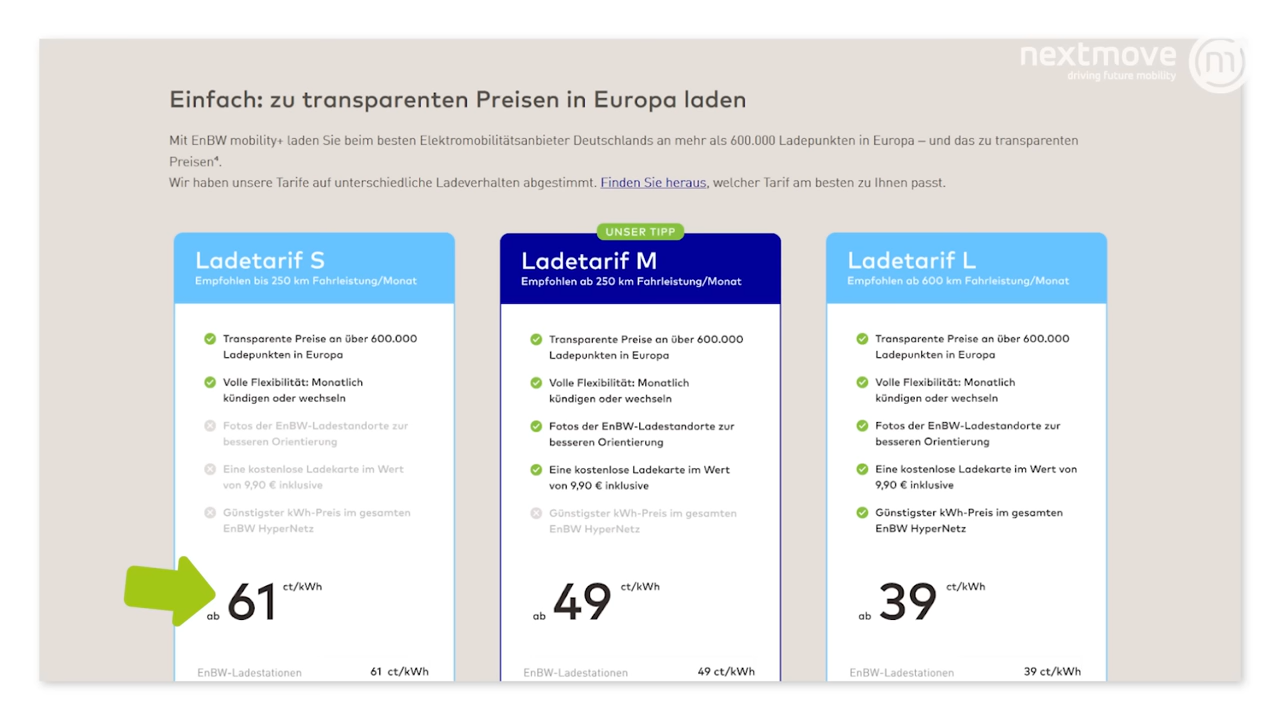 nextmove
driving future mobility
Einfach: zu transparenten Preisen in Europa laden
Mit EnBW mobility+ laden Sie beim besten Elektromobilitätsanbieter Deutschlands an mehr als 600.000 Ladepunkten in Europa – und das zu transparenten
Preisen⁴.
Wir haben unsere Tarife auf unterschiedliche Ladeverhalten abgestimmt. Finden Sie heraus, welcher Tarif am besten zu Ihnen passt.
Ladetarif S
Empfohlen bis 250 km Fahrleistung/Monat
Transparente Preise an über 600.000
Ladepunkten in Europa
Volle Flexibilität: Monatlich
kündigen oder wechseln
Fotos der EnBW-Ladestandorte zur
besseren Orientierung
Eine kostenlose Ladekarte im Wert
von 9,90 € inklusive
Günstigster kWh-Preis im gesamten
EnBW HyperNetz
ab 61 ct/kWh
EnBW-Ladestationen 61 ct/kWh
UNSER TIPP
Ladetarif M
Empfohlen ab 250 km Fahrleistung/Monat
Transparente Preise an über 600.000
Ladepunkten in Europa
Volle Flexibilität: Monatlich
kündigen oder wechseln
Fotos der EnBW-Ladestandorte zur
besseren Orientierung
Eine kostenlose Ladekarte im Wert
von 9,90 € inklusive
Günstigster kWh-Preis im gesamten
EnBW HyperNetz
ab 49 ct/kWh
EnBW-Ladestationen 49 ct/kWh
Ladetarif L
Empfohlen ab 600 km Fahrleistung/Monat
Transparente Preise an über 600.000
Ladepunkten in Europa
Volle Flexibilität: Monatlich
kündigen oder wechseln
Fotos der EnBW-Ladestandorte zur
besseren Orientierung
Eine kostenlose Ladekarte im Wert von
9,90 € inklusive
Günstigster kWh-Preis im gesamten
EnBW HyperNetz
ab 39 ct/kWh
EnBW-Ladestationen 39 ct/kWh